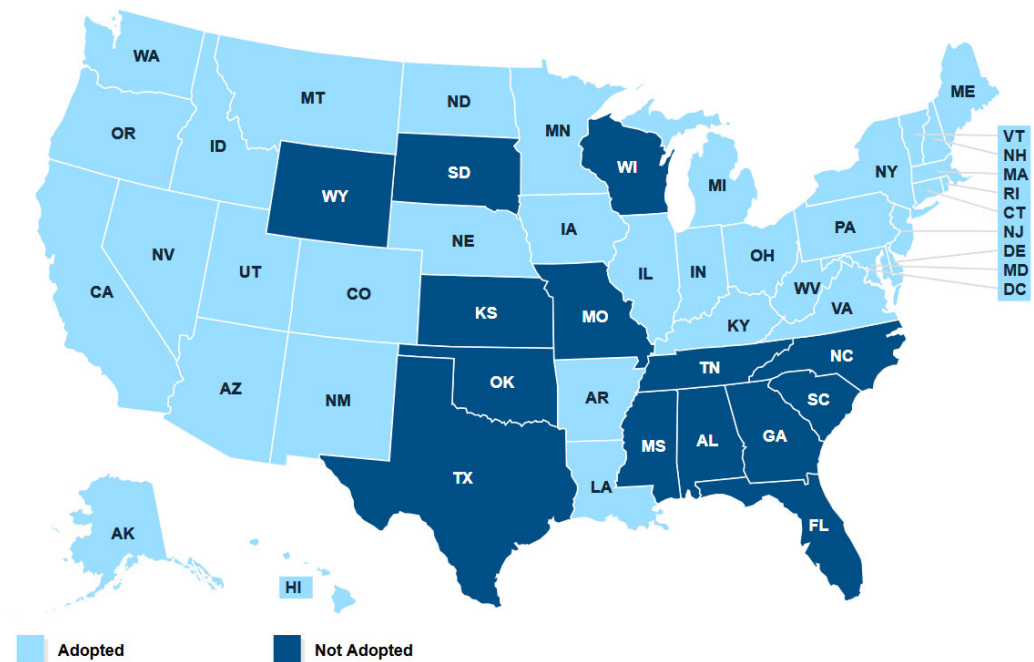 WA
MT
ND
MN
ME
OR
ID
WY
SD
WI
MI
NY
VT
NH
MA
RI
CT
NJ
DE
MD
DC
NV
UT
CO
NE
IA
IL
IN
OH
PA
WV
VA
CA
KS
MO
KY
AZ
NM
OK
AR
TN
NC
SC
TX
LA
MS
AL
GA
FL
AK
HI
Adopted
Not Adopted